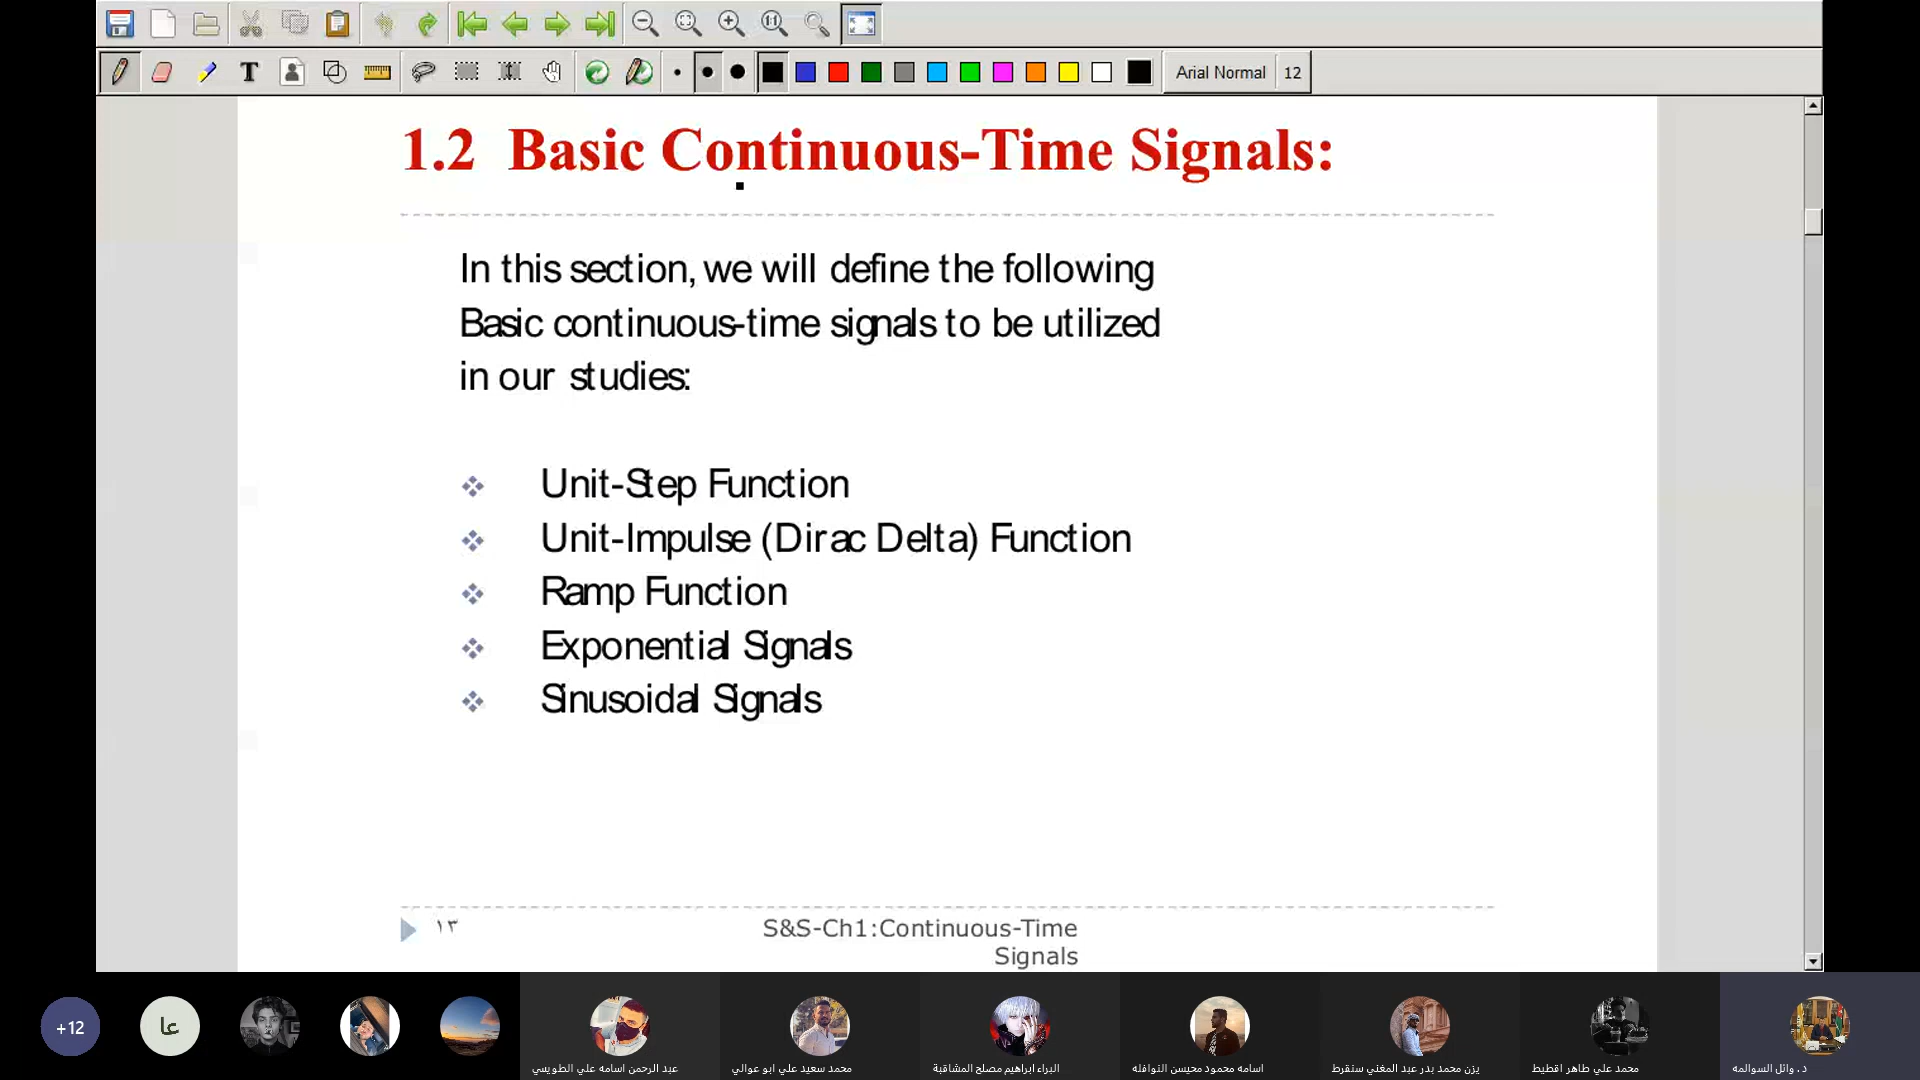 T
1:1
Arial Normal 12
1.2 Basic Continuous-Time Signals:
In this section, we will define the following
Basic continuous-time signals to be utilized
in our studies:
Unit-Step Function
Unit-Impulse (Dirac Delta) Function
Ramp Function
Exponential Signals
Sinusoidal Signals
١٣
S&S-Ch1:Continuous-Time
Signals
+12
عا
عبد الرحمن اسامه علي الطويسي
محمد سعيد علي ابو عوالي
البراء ابراهيم مصلح المشاقبة
اسامه محمود محيسن النوافله
يزن محمد بدر عبد المغني سنقرط
محمد علي طاهر اقطيط
د. وائل السوالمه